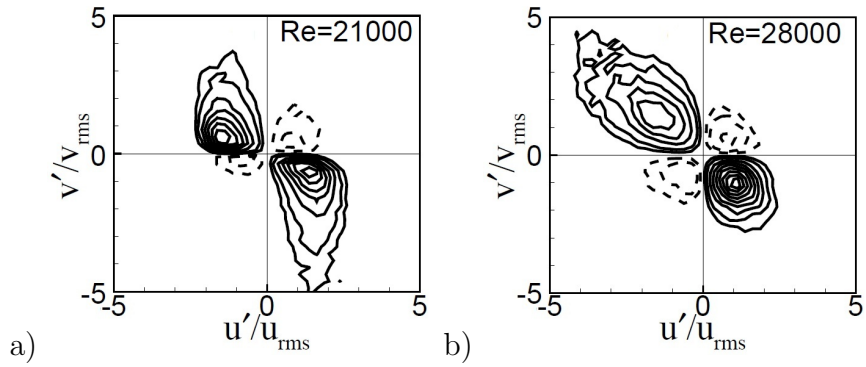 5
Re=21000
v′/v_rms
0
-5
-5 0 5
u′/u_rms
a)
5
Re=28000
v′/v_rms
0
-5
-5 0 5
u′/u_rms
b)